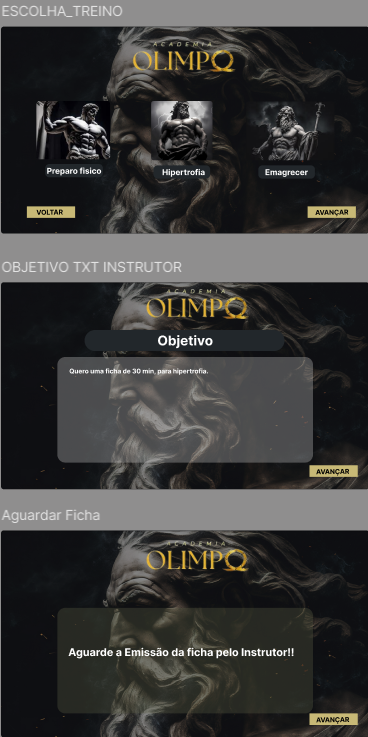 ESCOLHA_TREINO
ACADEMIA
OLIMPO
Preparo fisico
Hipertrofia
Emagrecer
VOLTAR
AVANÇAR
OBJETIVO TXT INSTRUTOR
ACADEMIA
OLIMPO
Objetivo
Quero uma ficha de 30 min, para hipertrofia.
AVANÇAR
Aguardar Ficha
ACADEMIA
OLIMPO
Aguarde a Emissão da ficha pelo Instrutor!!
AVANÇAR